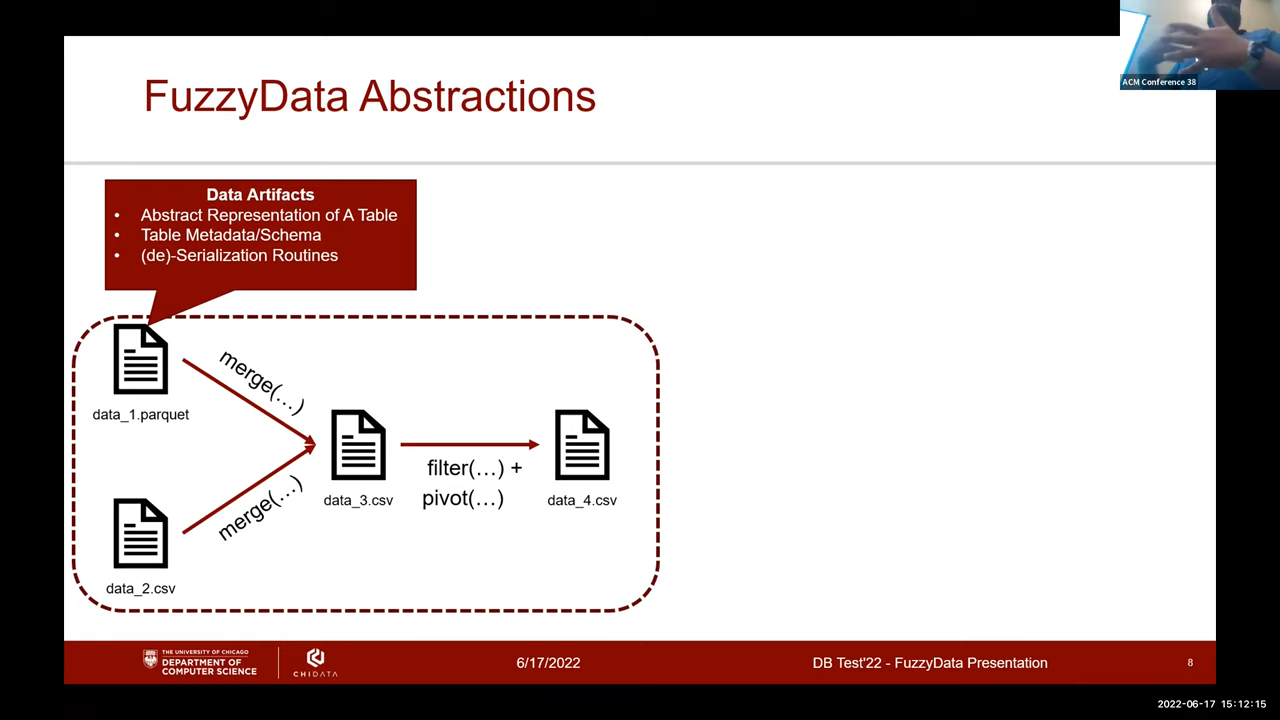 ACM Conference 38
FuzzyData Abstractions
Data Artifacts
• Abstract Representation of A Table
• Table Metadata/Schema
• (de)-Serialization Routines
merge(…)
data_1.parquet
merge(…)
data_2.csv
data_3.csv
filter(…) +
pivot(…)
data_4.csv
THE UNIVERSITY OF CHICAGO
DEPARTMENT OF
COMPUTER SCIENCE
CHIDATA
6/17/2022
DB Test'22 - FuzzyData Presentation
8
2022-06-17 15:12:15